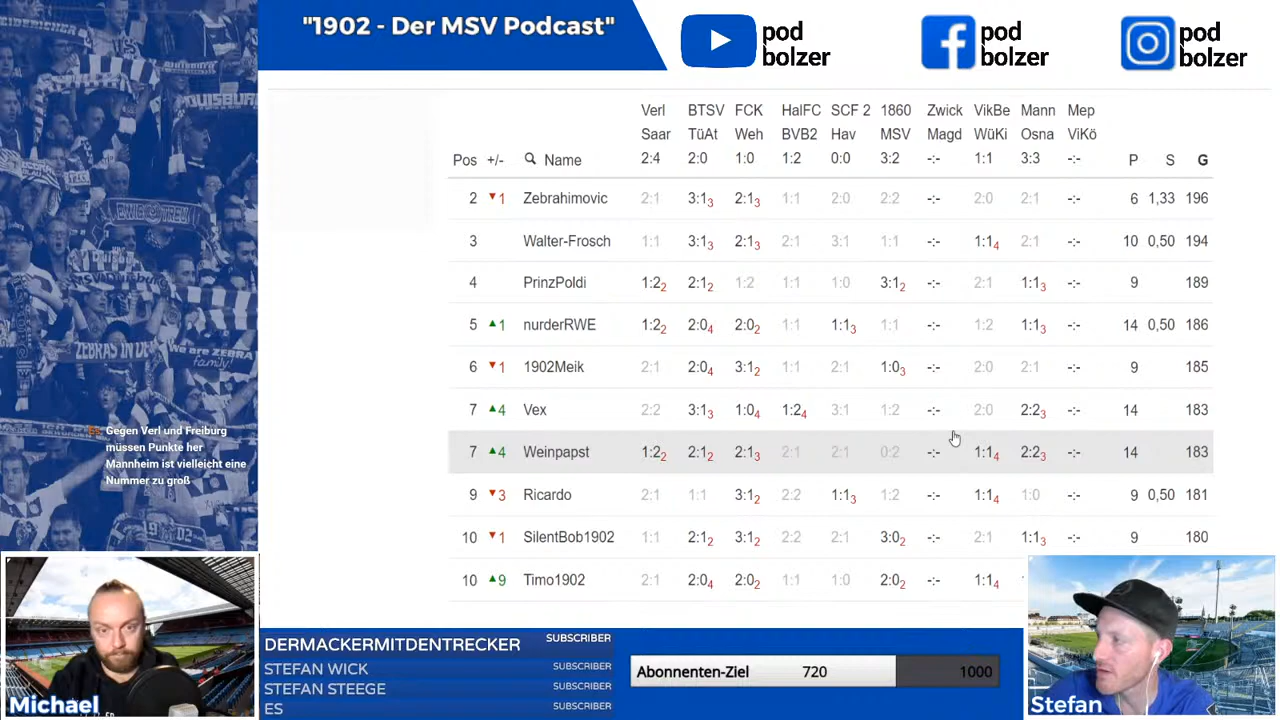 "1902 - Der MSV Podcast"
pod bolzer
pod bolzer
pod bolzer
Verl BTSV FCK HalFC SCF 2 1860 Zwick VikBe Mann Mep
Saar TüAt Weh BVB2 Hav MSV Magd WüKi Osna ViKö
Pos +/- Name 2:4 2:0 1:0 1:2 0:0 3:2 -:- 1:1 3:3 -:- P S G
2 ▼1 Zebrahimovic 2:1 3:1₃ 2:1₃ 1:1 2:0 2:2 -:- 2:0 2:1 -:- 6 1,33 196
3 Walter-Frosch 1:1 3:1₃ 2:1₃ 2:1 3:1 1:1 -:- 1:1₄ 2:1 -:- 10 0,50 194
4 PrinzPoldi 1:2₂ 2:1₂ 1:2 1:1 1:0 3:1₂ -:- 2:1 1:1₃ -:- 9 189
5 ▲1 nurderRWE 1:2₂ 2:0₄ 2:0₂ 1:1 1:1₃ 1:1 -:- 1:2 1:1₃ -:- 14 0,50 186
6 ▼1 1902Meik 2:1 2:0₄ 3:1₂ 1:1 2:1 1:0₃ -:- 2:0 2:1 -:- 9 185
7 ▲4 Vex 2:2 3:1₃ 1:0₄ 1:2₄ 3:1 1:2 -:- 2:0 2:2₃ -:- 14 183
7 ▲4 Weinpapst 1:2₂ 2:1₂ 2:1₃ 2:1 2:1 0:2 -:- 1:1₄ 2:2₃ -:- 14 183
9 ▼3 Ricardo 2:1 1:1 3:1₂ 2:2 1:1₃ 1:2 -:- 1:1₄ 1:0 -:- 9 0,50 181
10 ▼1 SilentBob1902 1:1 2:1₂ 3:1₂ 2:2 2:1 3:0₂ -:- 2:1 1:1₃ -:- 9 180
10 ▲9 Timo1902 2:1 2:0₄ 2:0₂ 1:1 1:0 2:0₂ -:- 1:1₄
Gegen Verl und Freiburg
müssen Punkte her
Mannheim ist vielleicht eine
Nummer zu groß
DUISBURG
ZEBRAS IN DE
We are ZEBRA
family!
1902
DERMACKERMITDENTRECKER SUBSCRIBER
STEFAN WICK SUBSCRIBER
STEFAN STEEGE SUBSCRIBER
ES SUBSCRIBER
Abonnenten-Ziel 720 1000
Michael
Stefan